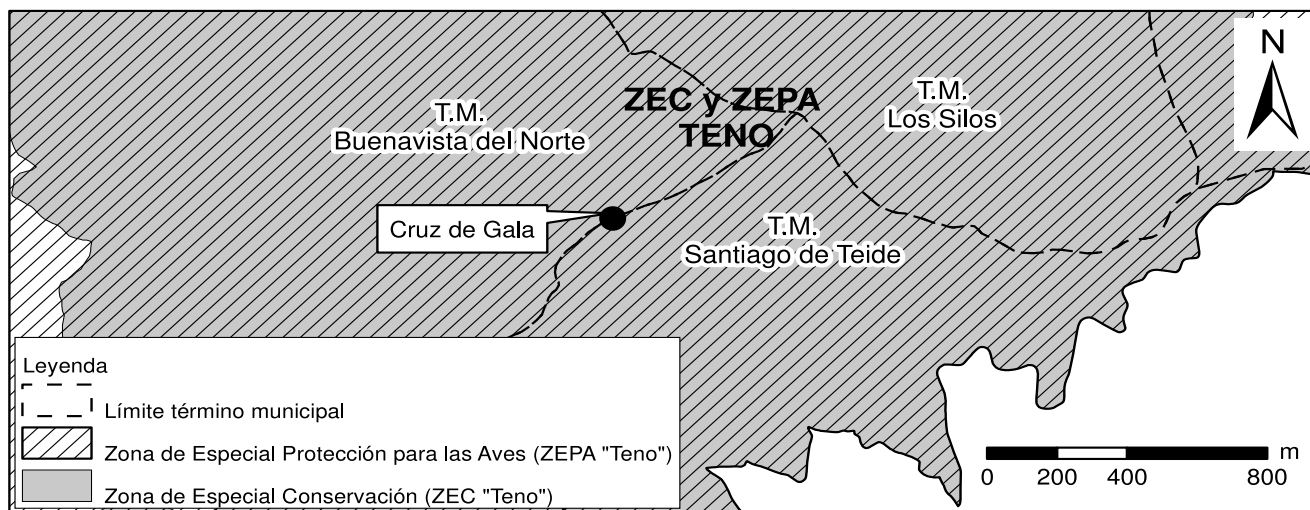 N
ZEC y ZEPA
TENO
T.M.
Los Silos
T.M.
Buenavista del Norte
Cruz de Gala
T.M.
Santiago de Teide
Leyenda
Límite término municipal
Zona de Especial Protección para las Aves (ZEPA "Teno")
Zona de Especial Conservación (ZEC "Teno")
m
0 200 400 800